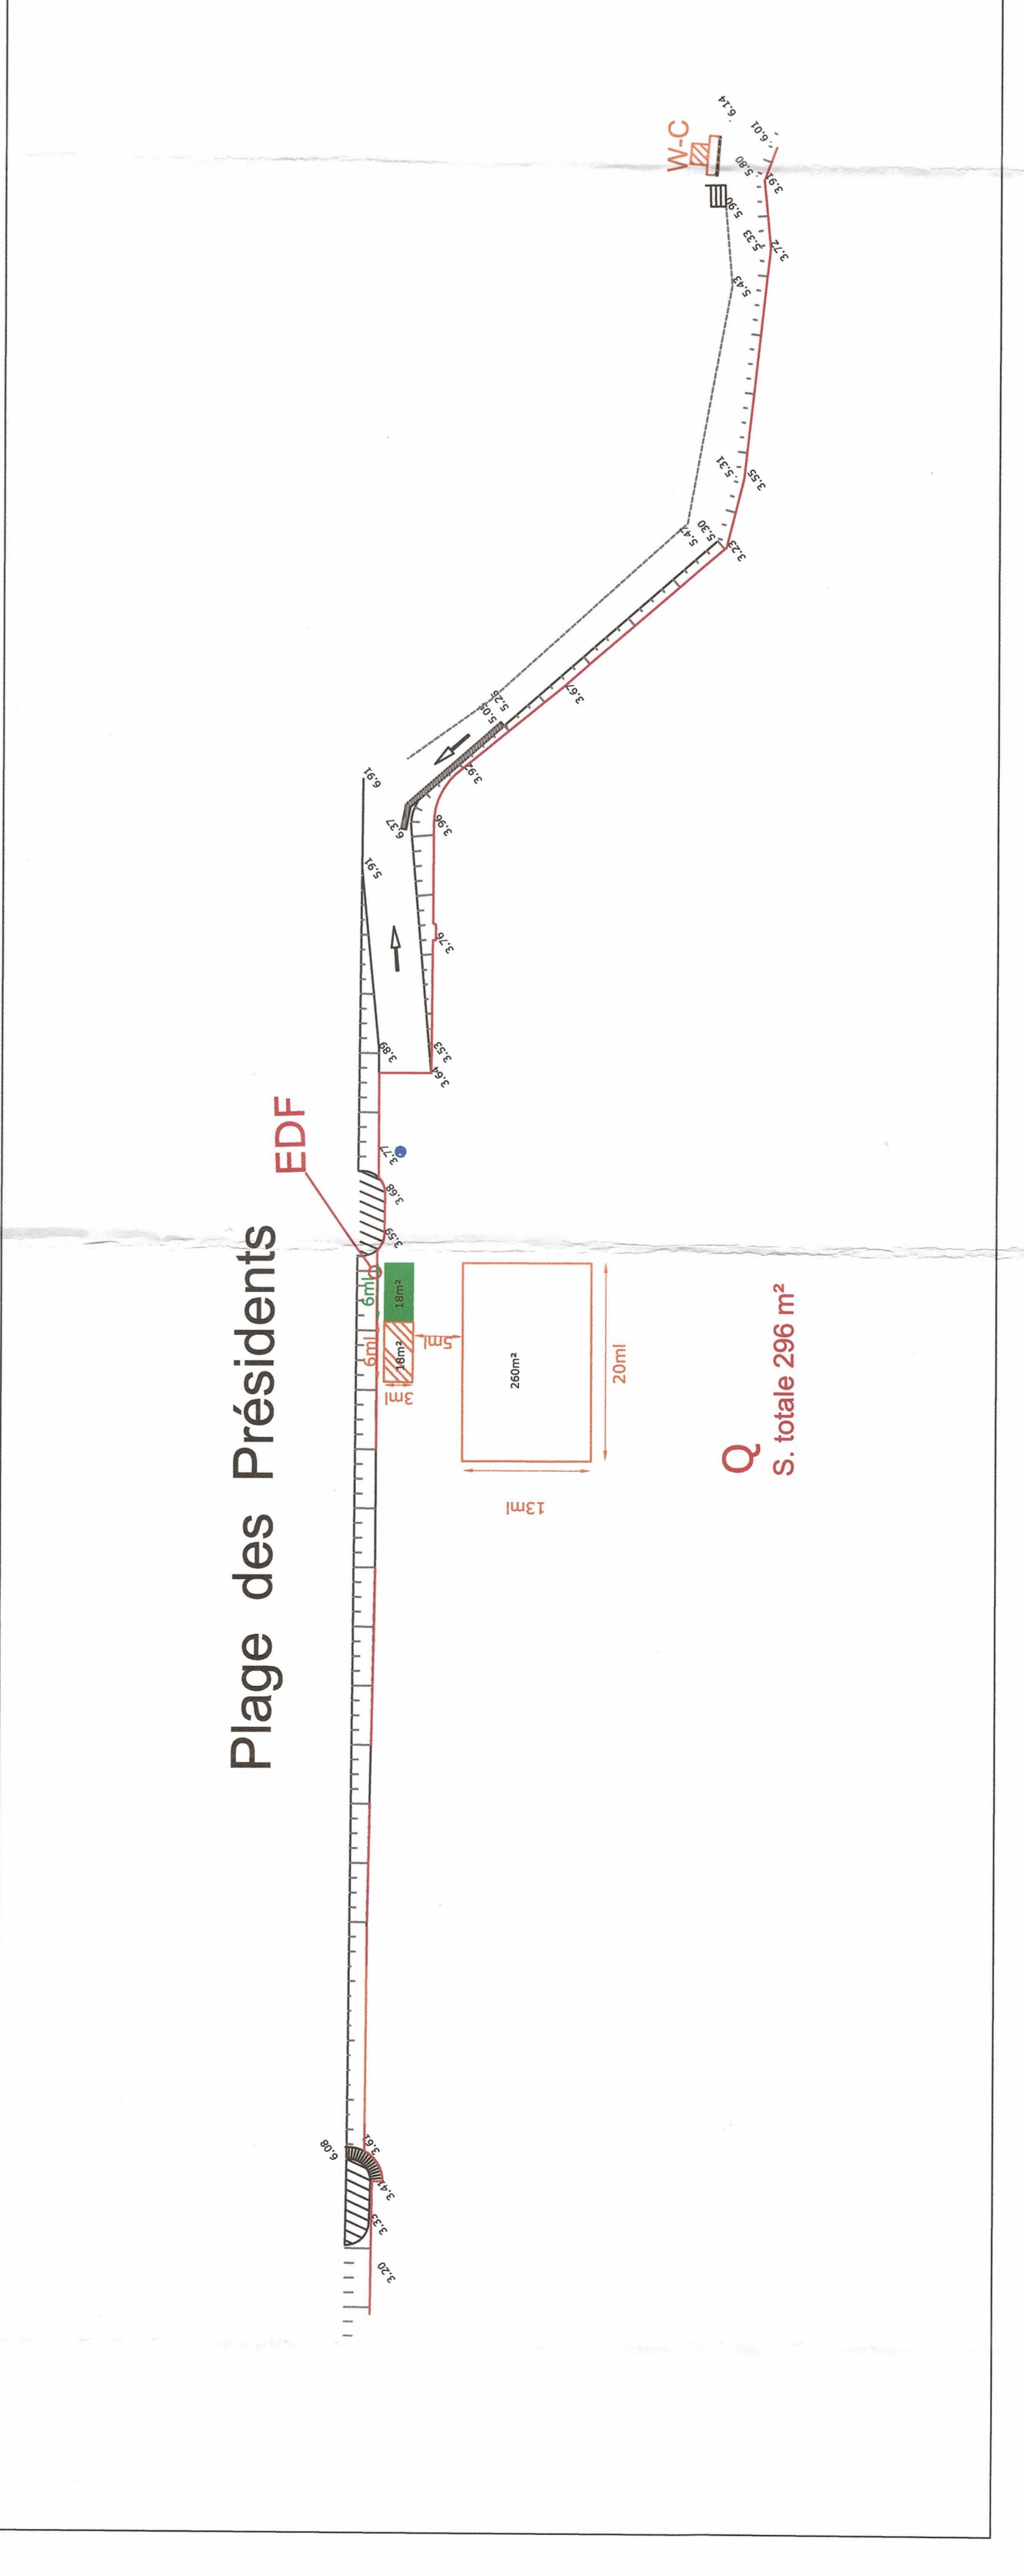 Plage des Présidents
EDF
W-C
6.14
6.01
5.80
3.91
5.90
5.33
3.72
5.43
5.31
3.55
5.30
5.47
3.23
3.67
5.26
5.05
3.92
6.91
6.37
3.96
5.91
3.76
3.89
3.53
3.64
3.77
3.68
3.59
6ml
18m²
6ml
18m²
3ml
5ml
260m²
20ml
13ml
Q
S. totale 296 m²
6.08
3.61
3.41
3.35
3.20